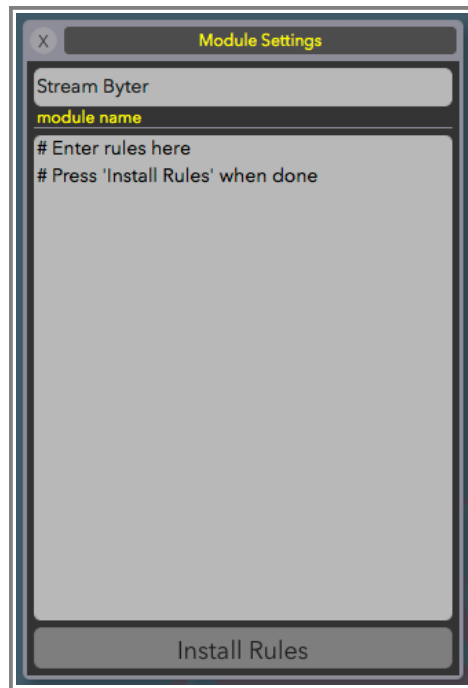 X
Module Settings
Stream Byter
module name
# Enter rules here
# Press 'Install Rules' when done
Install Rules